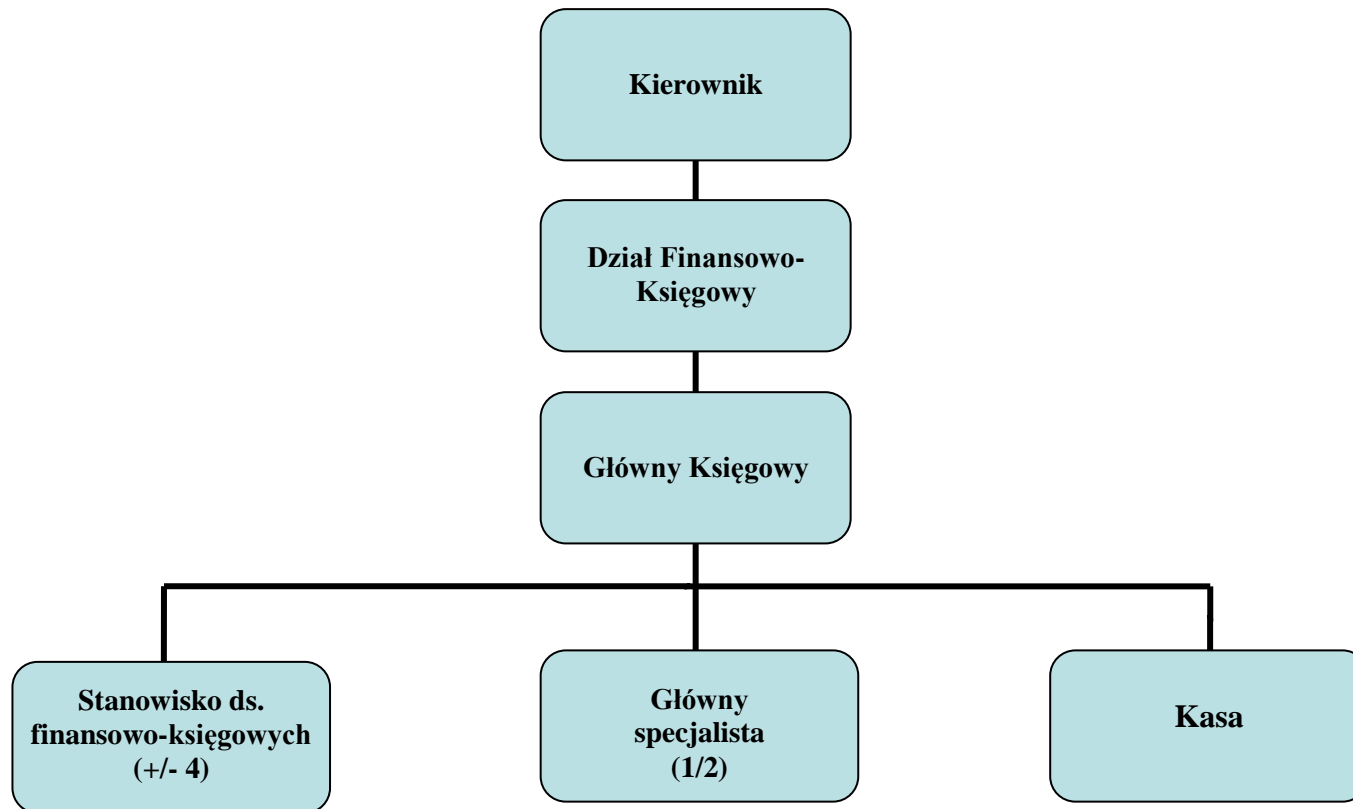 Kierownik
Dział Finansowo-
Księgowy
Główny Księgowy
Stanowisko ds.
finansowo-księgowych
(+/- 4)
Główny
specjalista
(1/2)
Kasa